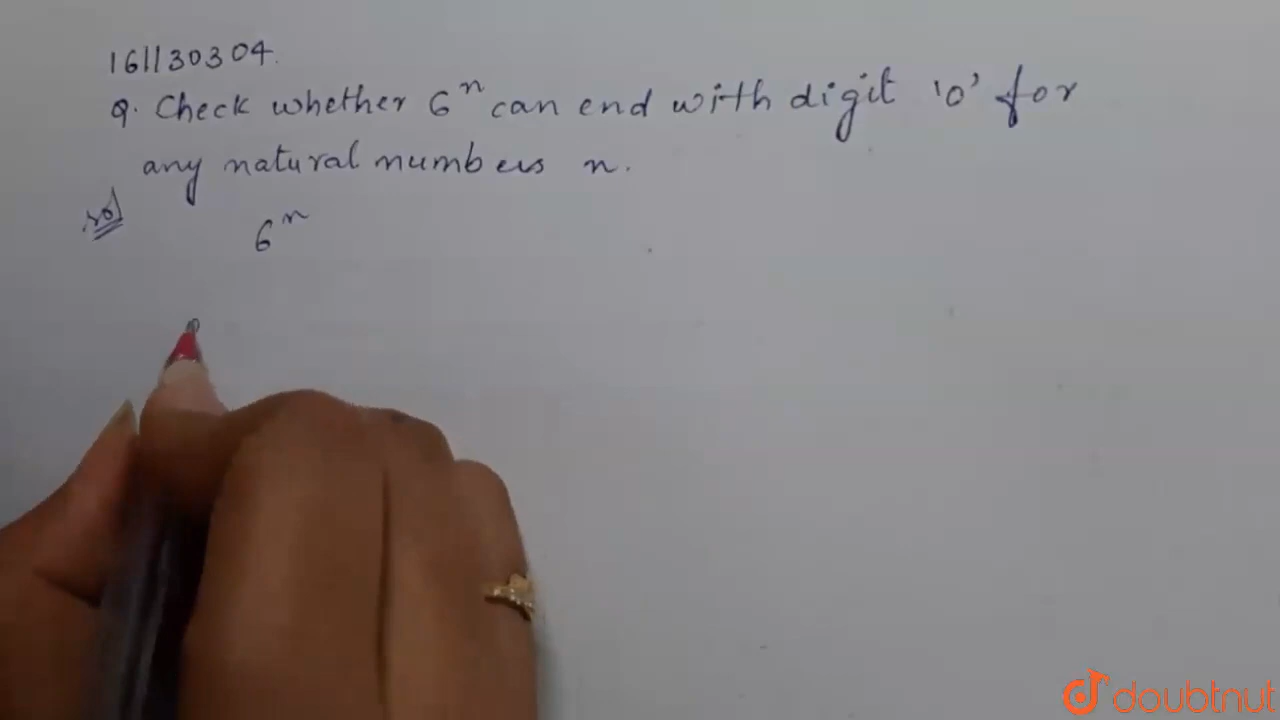 161130304.
Q. Check whether 6ⁿ can end with digit '0' for
any natural numbers n.
sol
6ⁿ
doubtnut